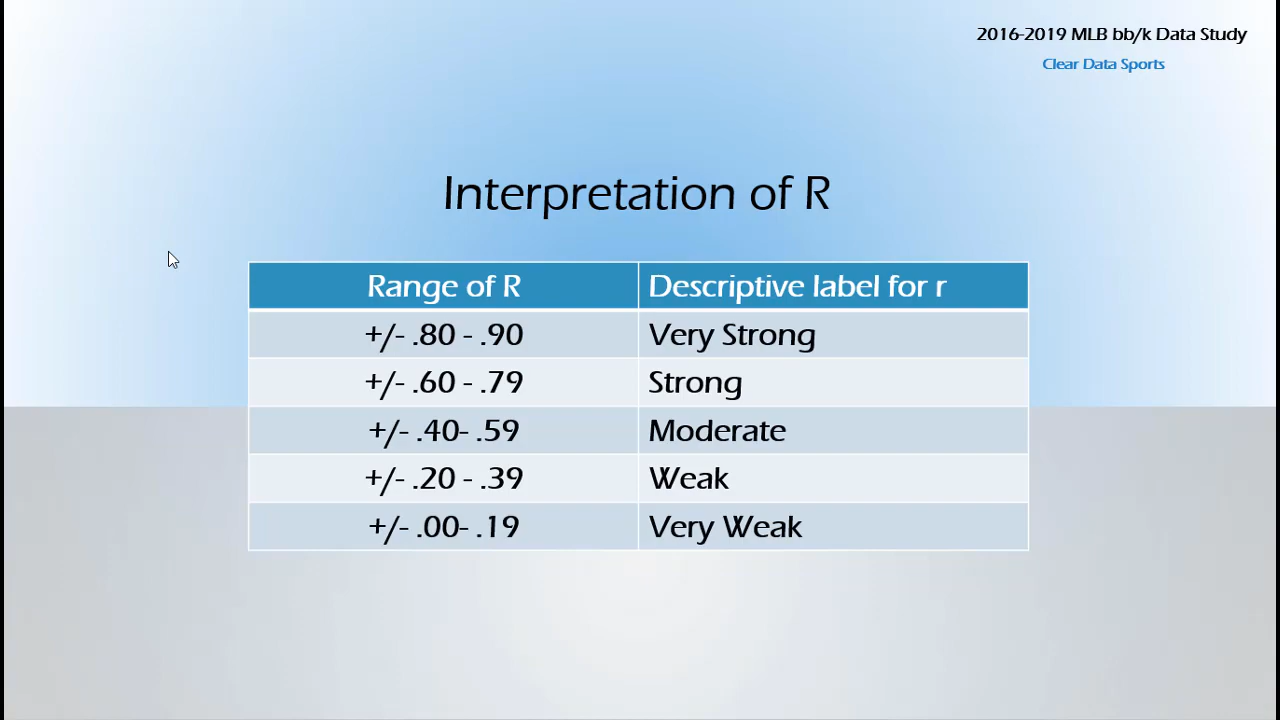 2016-2019 MLB bb/k Data Study
Clear Data Sports
Interpretation of R
Range of R Descriptive label for r
+/- .80 - .90 Very Strong
+/- .60 - .79 Strong
+/- .40- .59 Moderate
+/- .20 - .39 Weak
+/- .00- .19 Very Weak